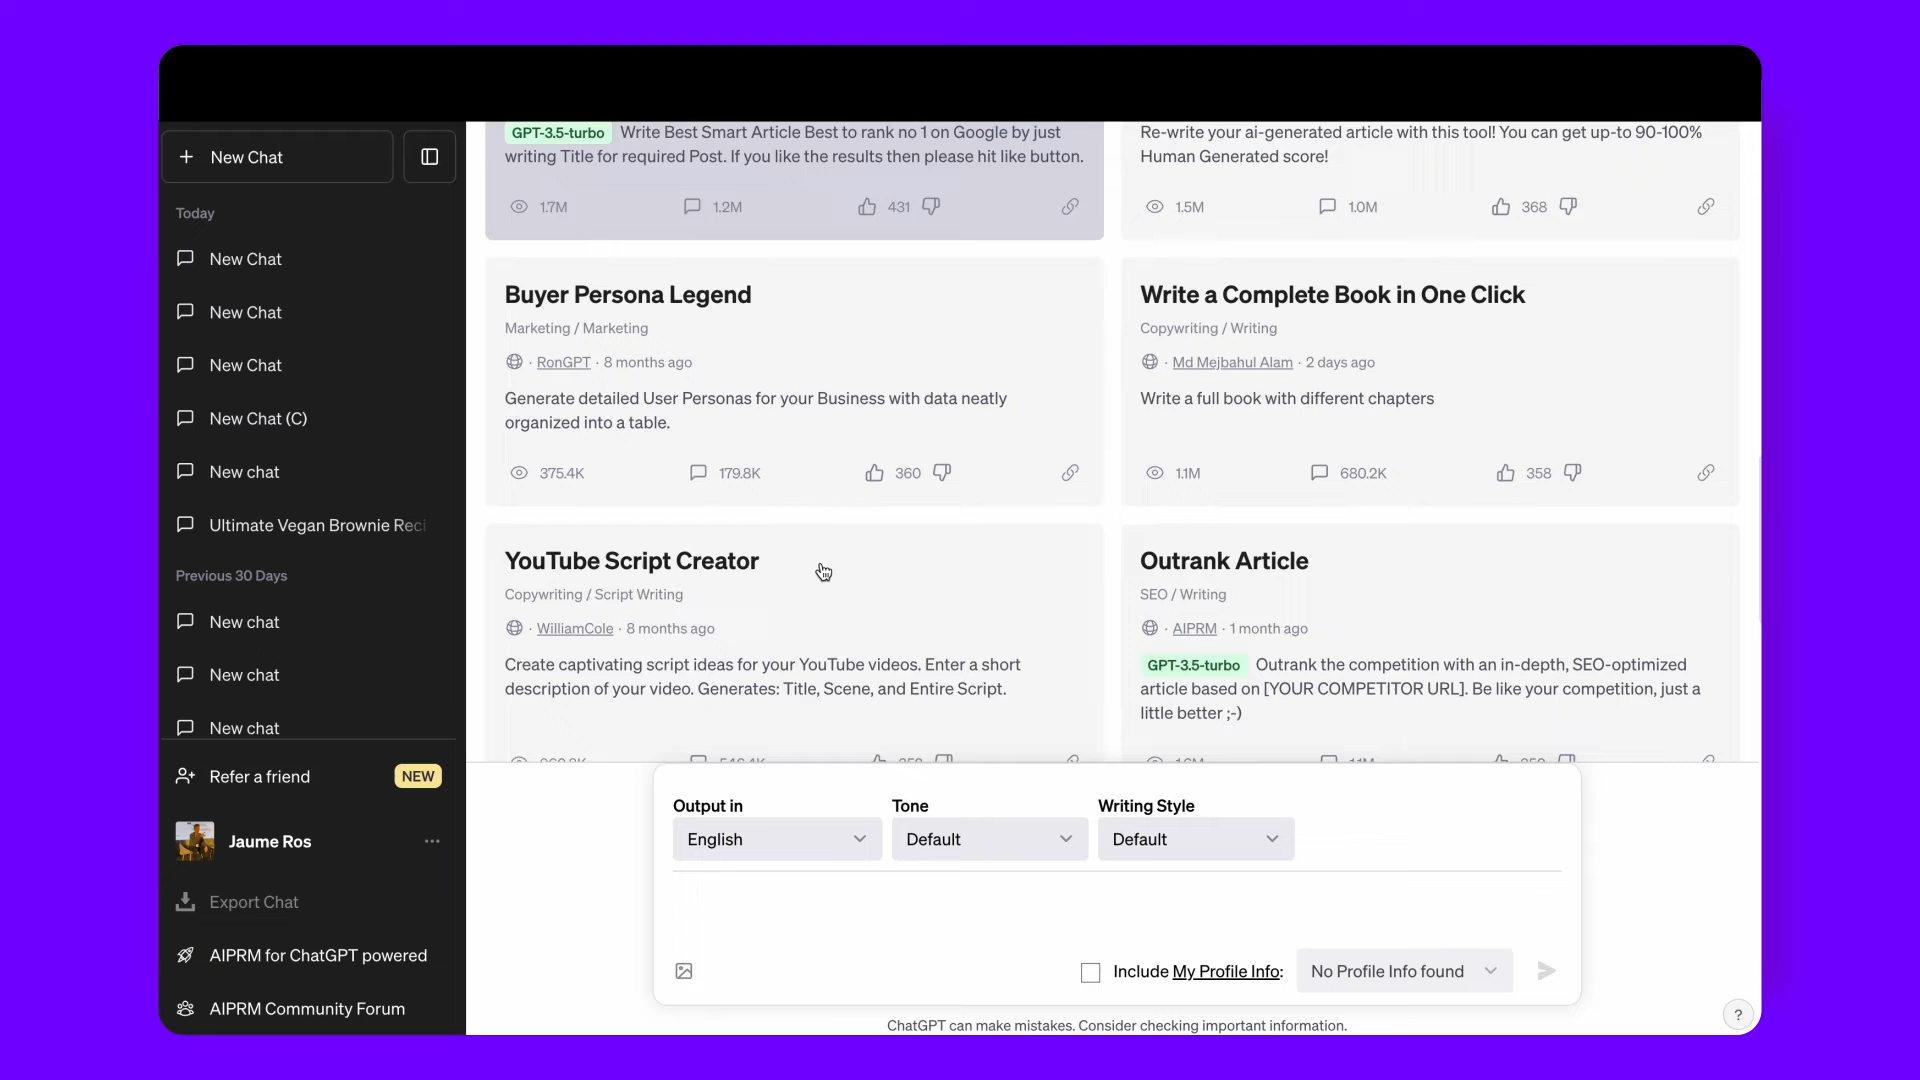 New Chat
Today
New Chat
New Chat
New Chat
New Chat (C)
New chat
Ultimate Vegan Brownie Reci
Previous 30 Days
New chat
New chat
New chat
Refer a friend NEW
Jaume Ros
Export Chat
AIPRM for ChatGPT powered
AIPRM Community Forum
GPT-3.5-turbo Write Best Smart Article Best to rank no 1 on Google by just
writing Title for required Post. If you like the results then please hit like button.
1.7M 1.2M 431
Re-write your ai-generated article with this tool! You can get up-to 90-100%
Human Generated score!
1.5M 1.0M 368
Buyer Persona Legend
Marketing / Marketing
· RonGPT · 8 months ago
Generate detailed User Personas for your Business with data neatly
organized into a table.
375.4K 179.8K 360
Write a Complete Book in One Click
Copywriting / Writing
· Md Mejbahul Alam · 2 days ago
Write a full book with different chapters
1.1M 680.2K 358
YouTube Script Creator
Copywriting / Script Writing
· WilliamCole · 8 months ago
Create captivating script ideas for your YouTube videos. Enter a short
description of your video. Generates: Title, Scene, and Entire Script.
Outrank Article
SEO / Writing
· AIPRM · 1 month ago
GPT-3.5-turbo Outrank the competition with an in-depth, SEO-optimized
article based on [YOUR COMPETITOR URL]. Be like your competition, just a
little better ;-)
Output in Tone Writing Style
English Default Default
Include My Profile Info: No Profile Info found
ChatGPT can make mistakes. Consider checking important information.
?